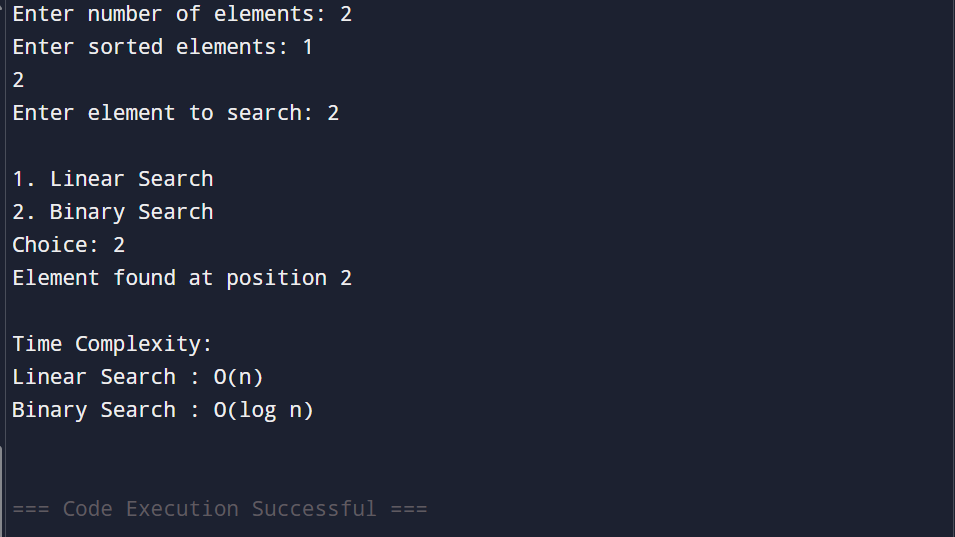 Enter number of elements: 2
Enter sorted elements: 1
2
Enter element to search: 2
1. Linear Search
2. Binary Search
Choice: 2
Element found at position 2
Time Complexity:
Linear Search : O(n)
Binary Search : O(log n)
=== Code Execution Successful ===